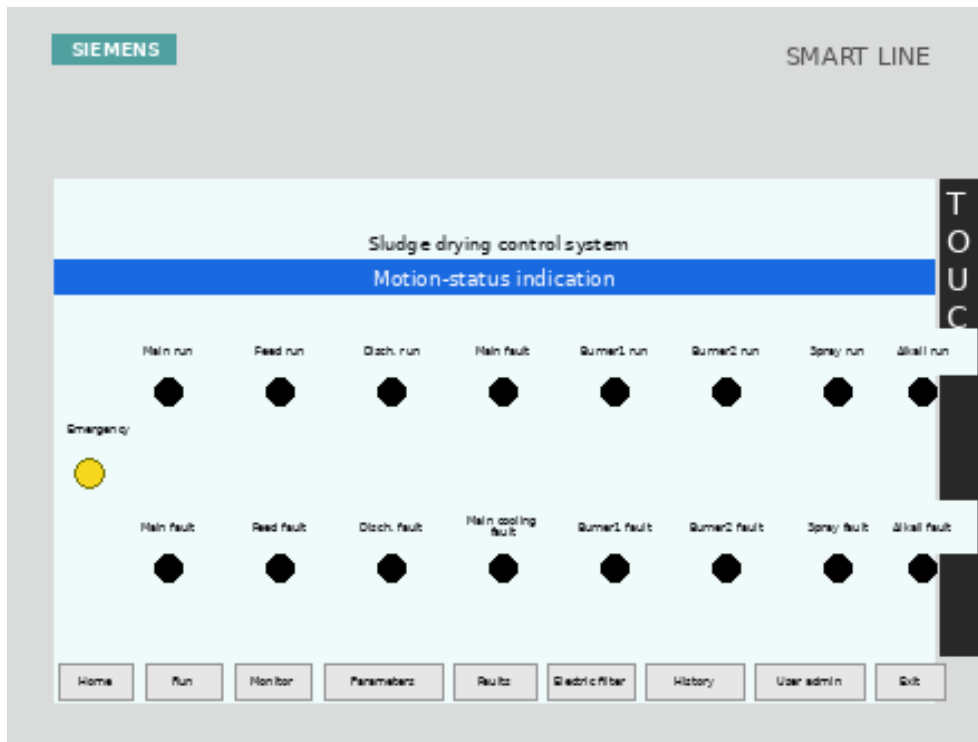 SIEMENS
SMART LINE
TOUC
Sludge drying control system
Motion-status indication
Main run Feed run Disch. run Main fault Burner1 run Burner2 run Spray run Alkali run
Emergency
Main fault Feed fault Disch. fault Main cooling fault Burner1 fault Burner2 fault Spray fault Alkali fault
Home Run Monitor Parameters Faults Electric filter History User admin Exit